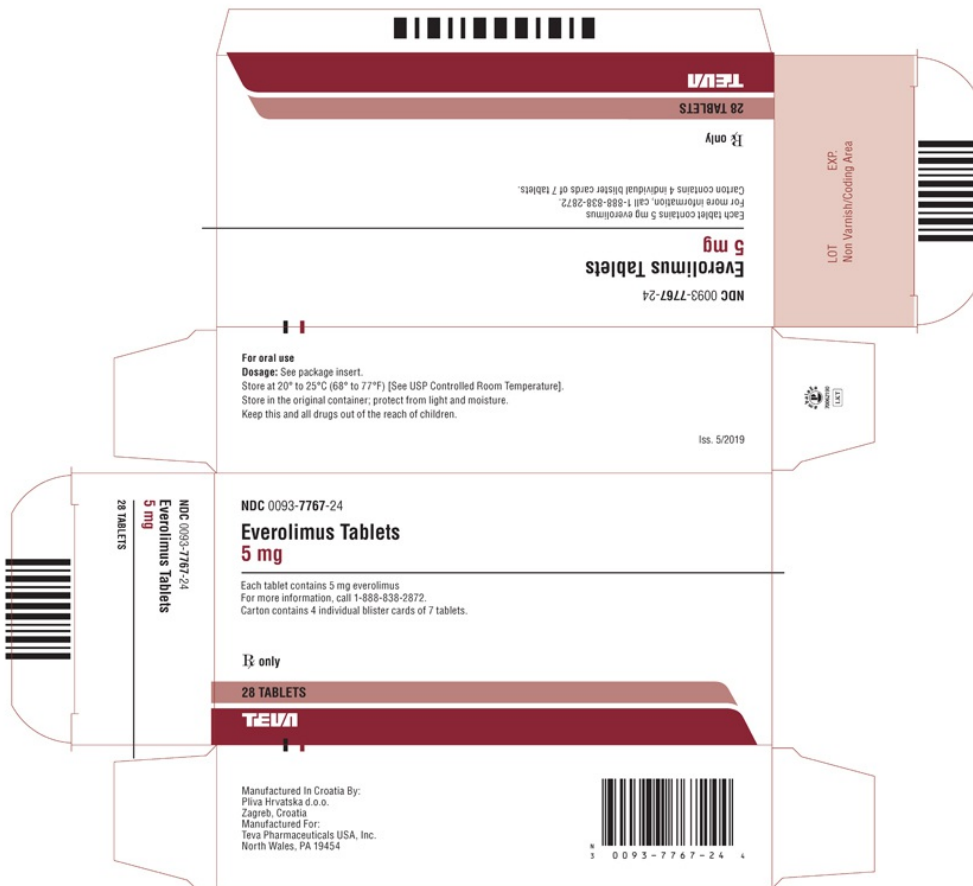 TEVA
28 TABLETS
℞ only
Carton contains 4 individual blister cards of 7 tablets.
For more information, call 1-888-838-2872.
Each tablet contains 5 mg everolimus
5 mg
Everolimus Tablets
NDC 0093-7767-24
LOT EXP.
Non Varnish/Coding Area
For oral use
Dosage: See package insert.
Store at 20° to 25°C (68° to 77°F) [See USP Controlled Room Temperature].
Store in the original container; protect from light and moisture.
Keep this and all drugs out of the reach of children.
Iss. 5/2019
LKT
NDC 0093-7767-24
Everolimus Tablets
5 mg
28 TABLETS
NDC 0093-7767-24
Everolimus Tablets
5 mg
Each tablet contains 5 mg everolimus
For more information, call 1-888-838-2872.
Carton contains 4 individual blister cards of 7 tablets.
℞ only
28 TABLETS
TEVA
Manufactured In Croatia By:
Pliva Hrvatska d.o.o.
Zagreb, Croatia
Manufactured For:
Teva Pharmaceuticals USA, Inc.
North Wales, PA 19454
N
3 0093-7767-24 4